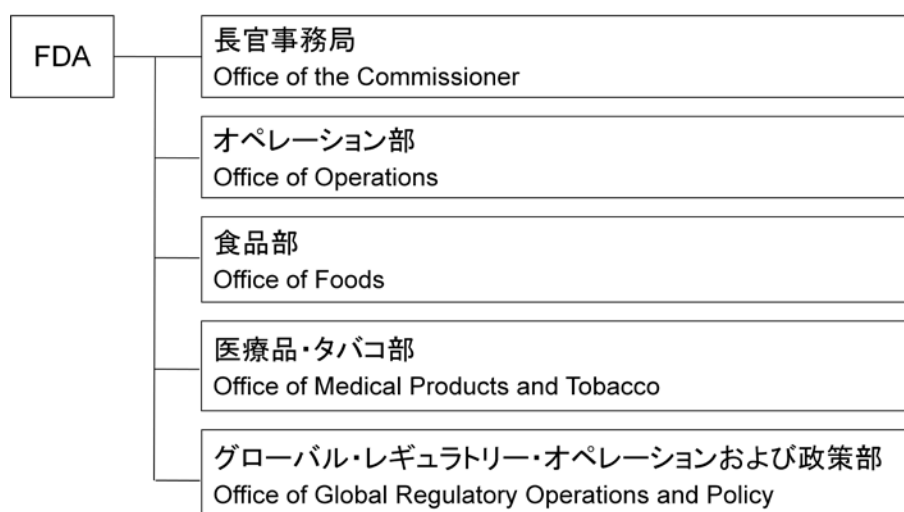 FDA
長官事務局
Office of the Commissioner
オペレーション部
Office of Operations
食品部
Office of Foods
医療品・タバコ部
Office of Medical Products and Tobacco
グローバル・レギュラトリー・オペレーションおよび政策部
Office of Global Regulatory Operations and Policy